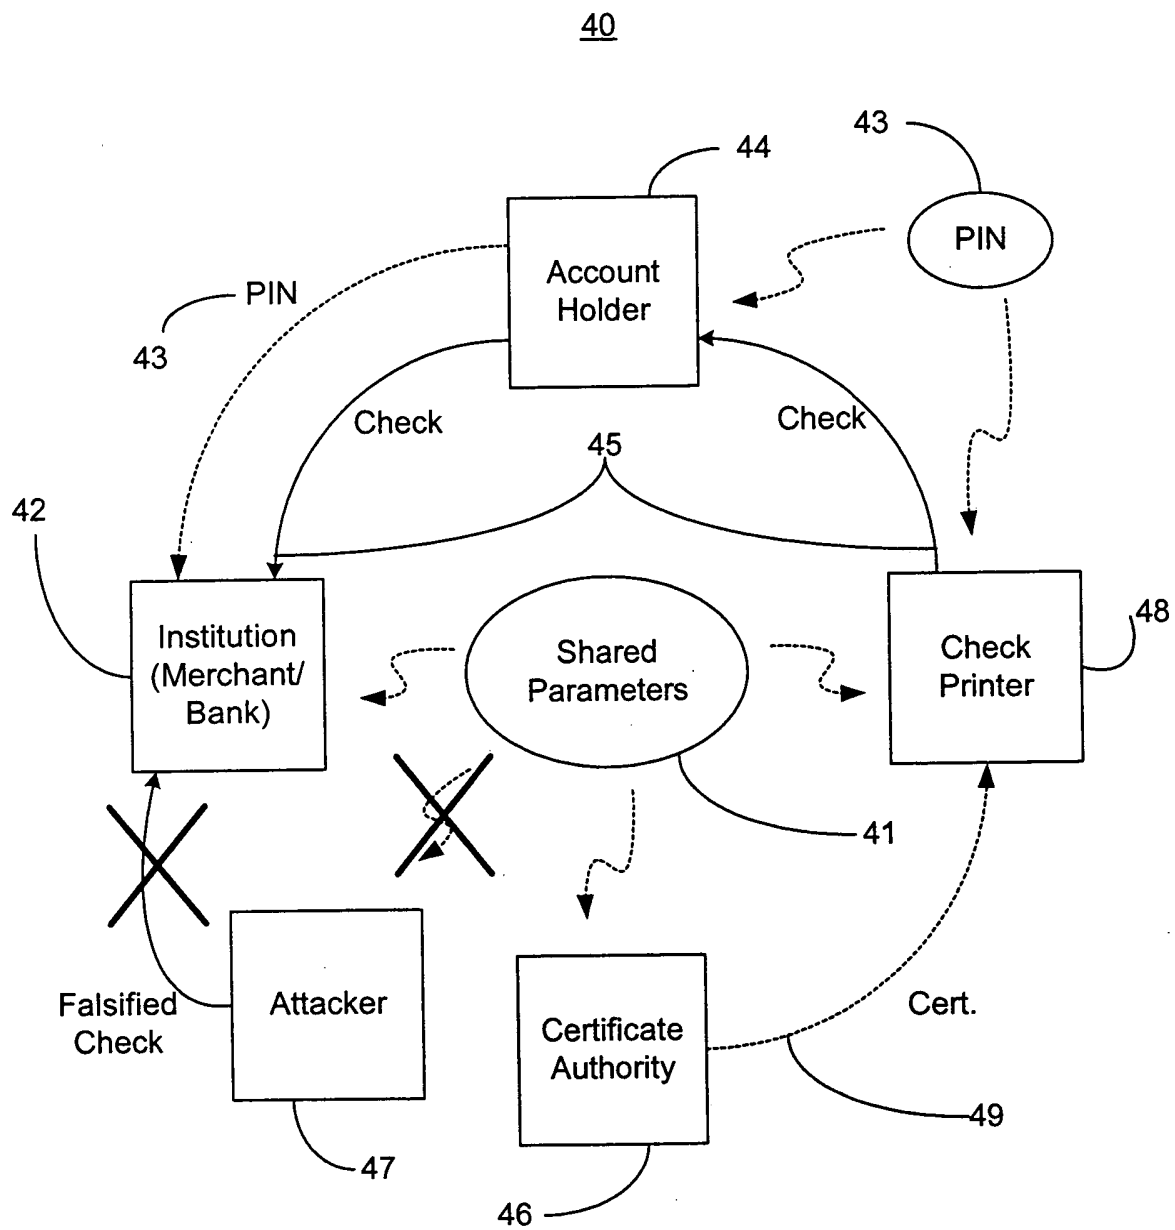 40
43
44
PIN
Account
Holder
PIN
43
Check
Check
45
42
48
Institution
(Merchant/
Bank)
Shared
Parameters
Check
Printer
41
Falsified
Check
Attacker
Certificate
Authority
Cert.
49
47
46